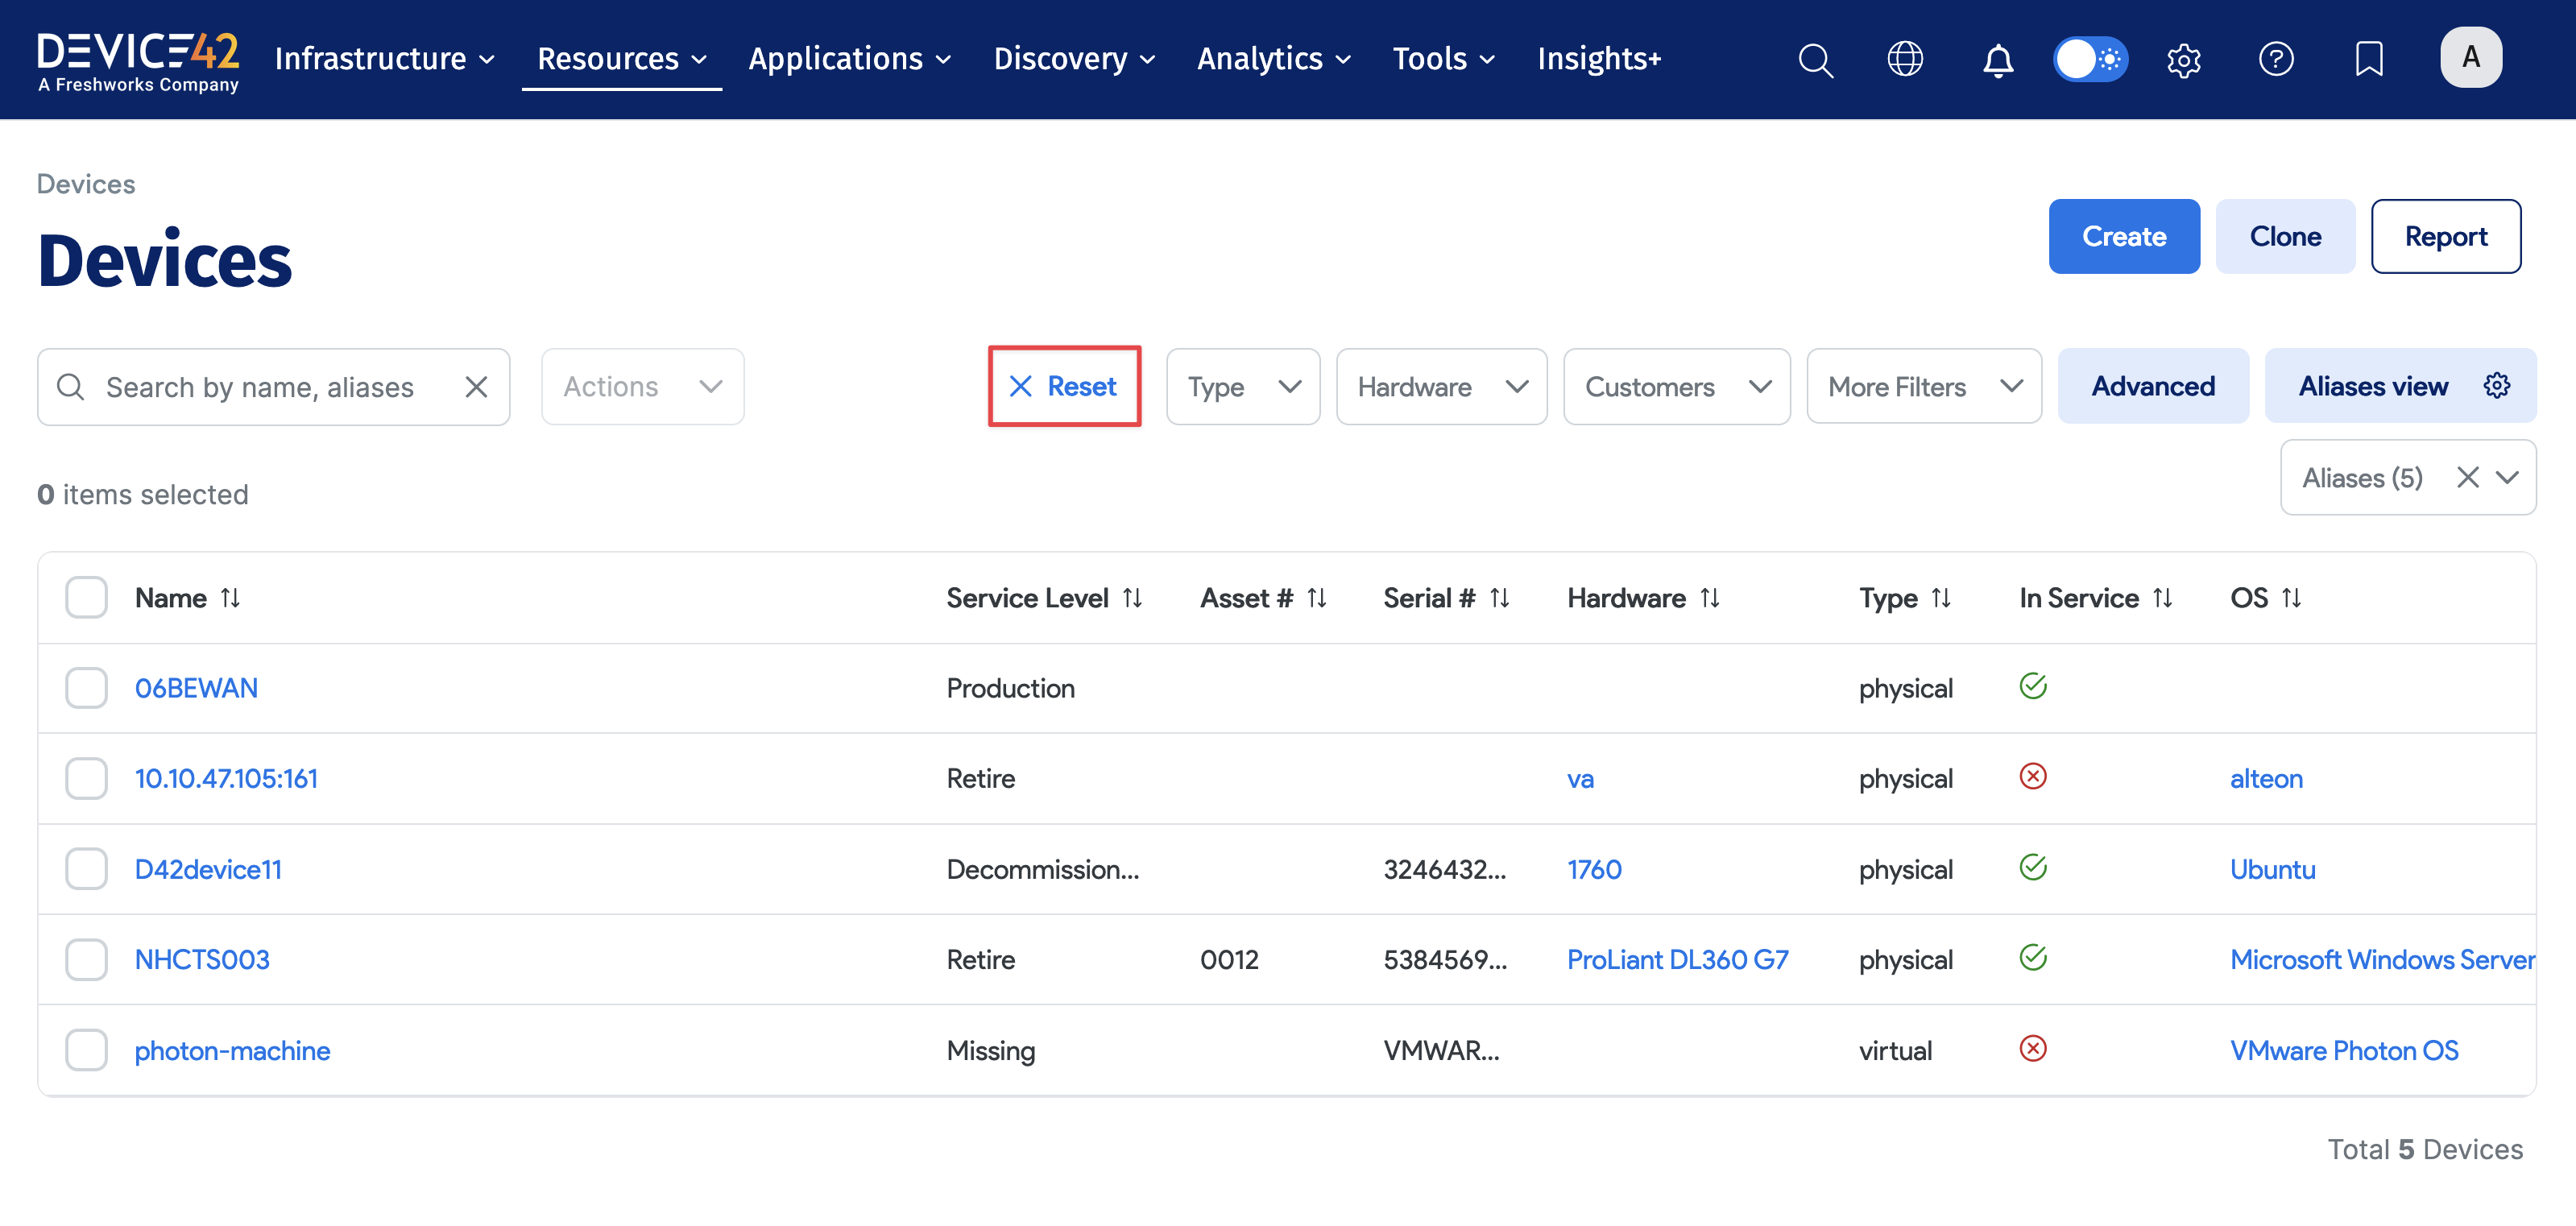 DEVICE42
A Freshworks Company
Infrastructure Resources Applications Discovery Analytics Tools Insights+ A
Devices
Devices
Create Clone Report
Search by name, aliases Actions Reset Type Hardware Customers More Filters Advanced Aliases view
Aliases (5)
0 items selected
Name Service Level Asset # Serial # Hardware Type In Service OS
06BEWAN Production physical
10.10.47.105:161 Retire va physical alteon
D42device11 Decommission... 3246432... 1760 physical Ubuntu
NHCTS003 Retire 0012 5384569... ProLiant DL360 G7 physical Microsoft Windows Server
photon-machine Missing VMWAR... virtual VMware Photon OS
Total 5 Devices